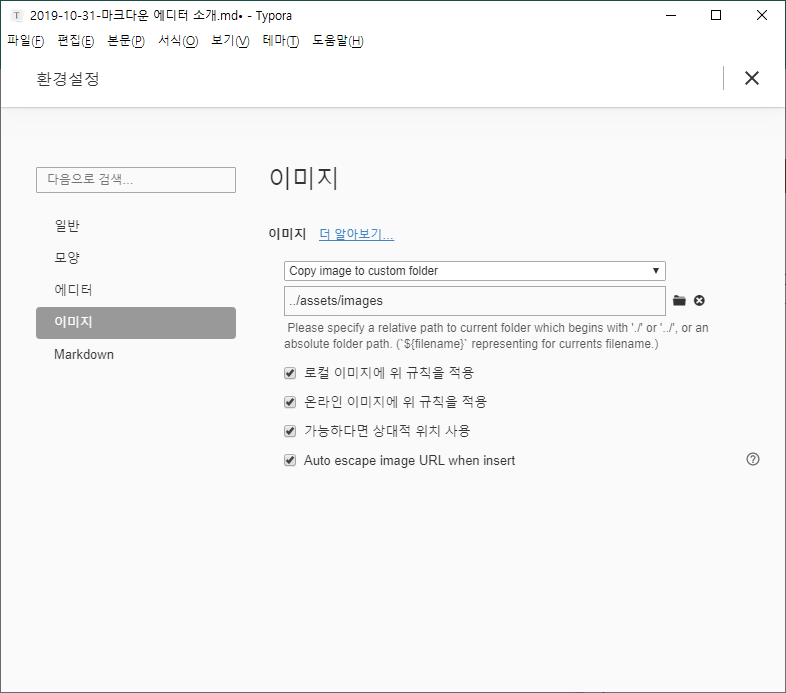 T 2019-10-31-마크다운 에디터 소개.md• - Typora
파일(F) 편집(E) 본문(P) 서식(O) 보기(V) 테마(T) 도움말(H)
환경설정
다음으로 검색...
일반
모양
에디터
이미지
Markdown
이미지
이미지 더 알아보기...
Copy image to custom folder
../assets/images
Please specify a relative path to current folder which begins with './' or '../', or an
absolute folder path. (`${filename}` representing for currents filename.)
로컬 이미지에 위 규칙을 적용
온라인 이미지에 위 규칙을 적용
가능하다면 상대적 위치 사용
Auto escape image URL when insert